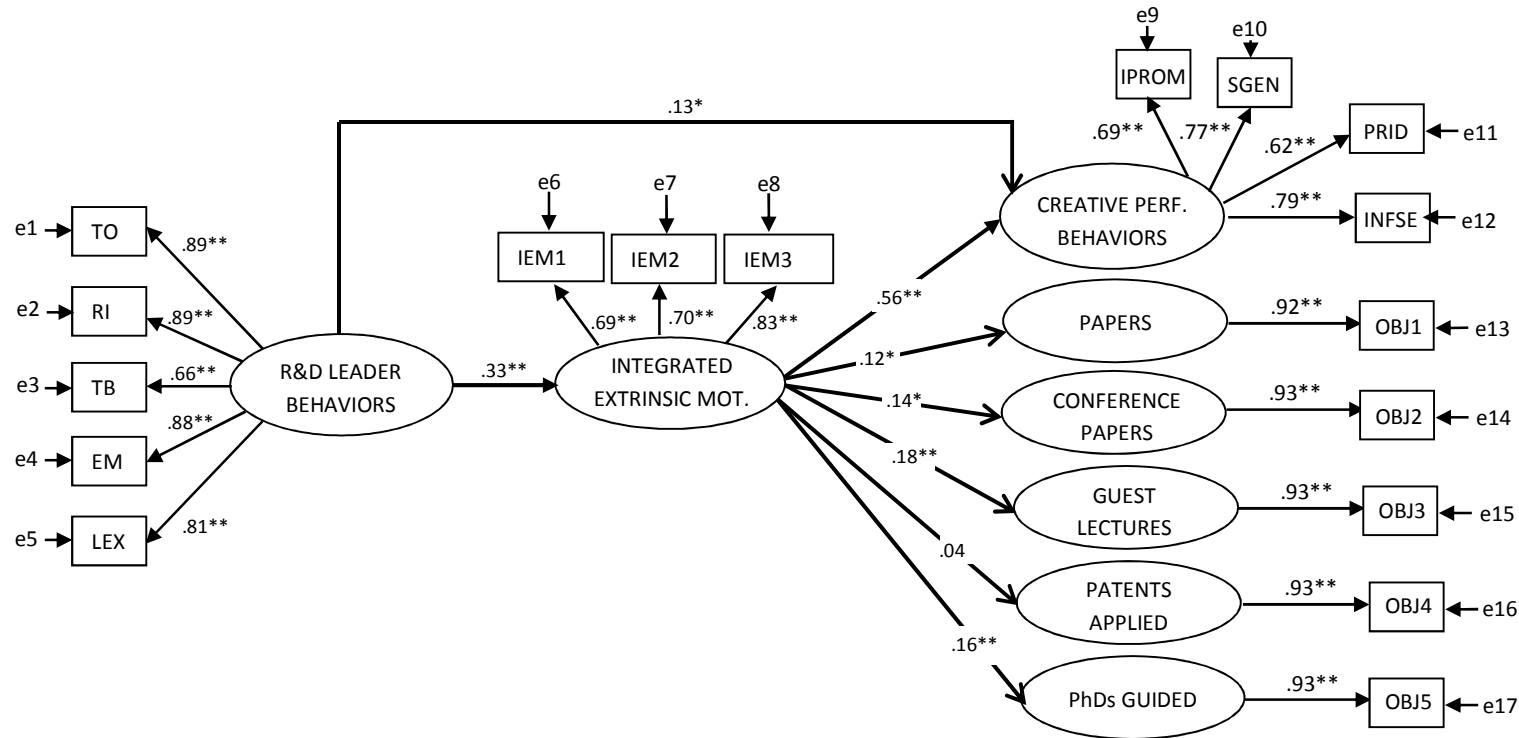 e9
e10
IPROM
SGEN
.13*
.69**
.77**
PRID
e11
.62**
e6
e7
e8
CREATIVE PERF.
BEHAVIORS
.79**
INFSE
e12
e1
TO
.89**
IEM1
IEM2
IEM3
.56**
e2
RI
.89**
.69**
.70**
.83**
PAPERS
.92**
OBJ1
e13
e3
TB
.66**
R&D LEADER
BEHAVIORS
.33**
INTEGRATED
EXTRINSIC MOT.
.12*
.14*
CONFERENCE
PAPERS
.93**
OBJ2
e14
e4
EM
.88**
.18**
GUEST
LECTURES
.93**
OBJ3
e15
e5
LEX
.81**
.04
PATENTS
APPLIED
.93**
OBJ4
e16
.16**
PhDs GUIDED
.93**
OBJ5
e17